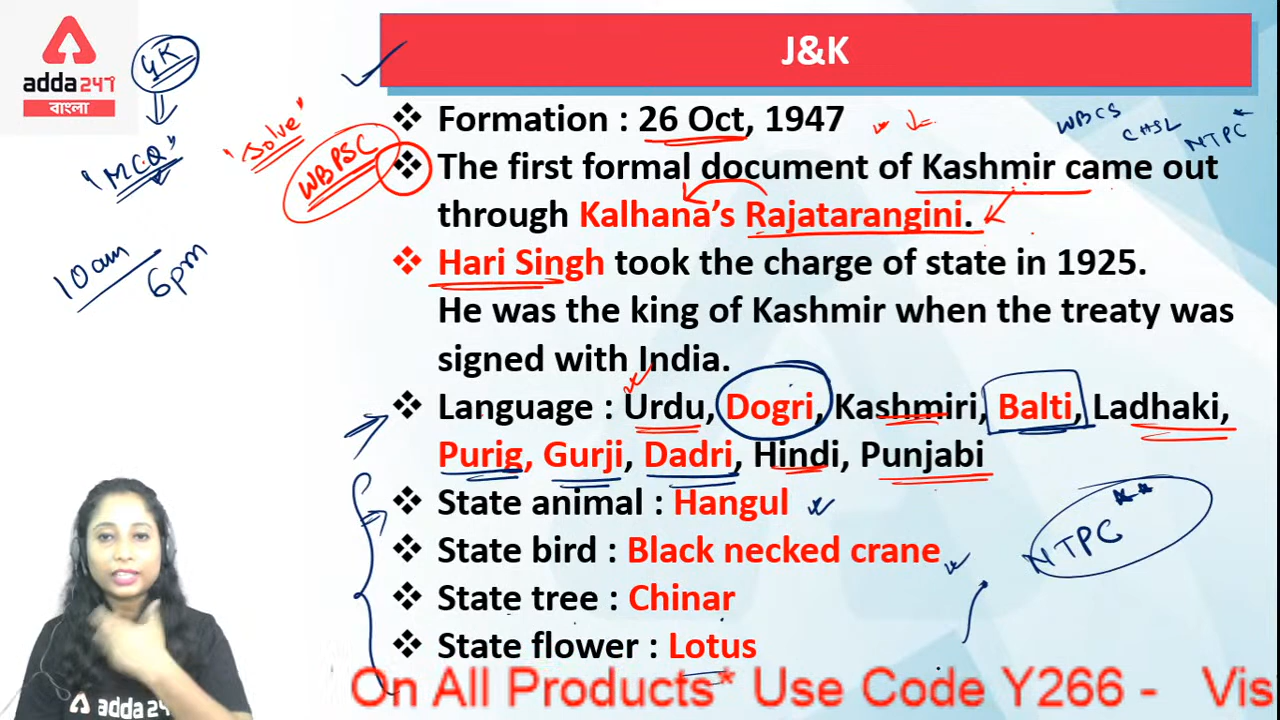 adda247
বাংলা
GK
"MCQ"
"Solve"
WBPSC
10 am
6pm
J&K
❖ Formation : 26 Oct, 1947
WBCS
CHSL
NTPC*
❖ The first formal document of Kashmir came out
through Kalhana's Rajatarangini.
❖ Hari Singh took the charge of state in 1925.
He was the king of Kashmir when the treaty was
signed with India.
❖ Language : Urdu, Dogri, Kashmiri, Balti, Ladhaki,
Purig, Gurji, Dadri, Hindi, Punjabi
❖ State animal : Hangul
❖ State bird : Black necked crane
❖ State tree : Chinar
❖ State flower : Lotus
NTPC**
On All Products* Use Code Y266 - Vis
adda24